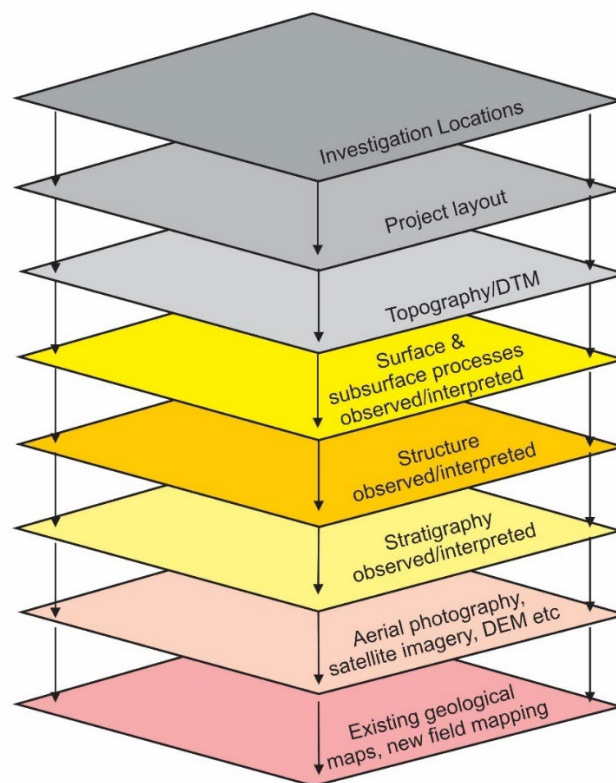 Investigation Locations
Project layout
Topography/DTM
Surface &
subsurface processes
observed/interpreted
Structure
observed/interpreted
Stratigraphy
observed/interpreted
Aerial photography,
satellite imagery, DEM etc
Existing geological
maps, new field mapping